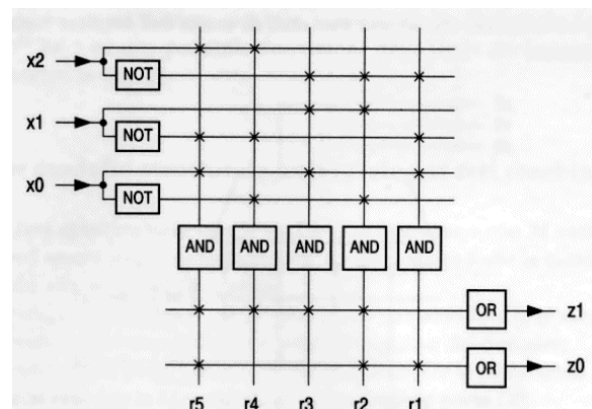 x2
NOT
x1
NOT
x0
NOT
AND AND AND AND AND
OR z1
OR z0
r5 r4 r3 r2 r1